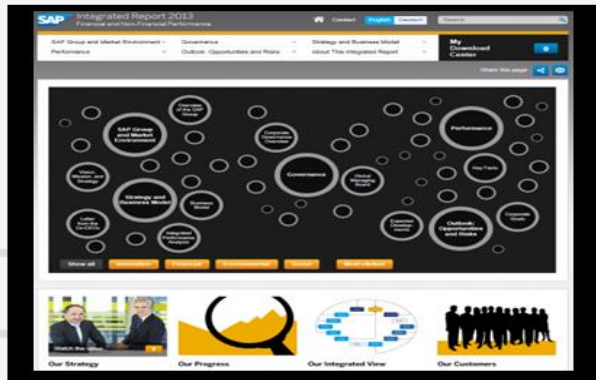 SAP Integrated Report 2013
Financial and Non-Financial Performance
Contact English Deutsch Search
SAP Group and Market Environment
Governance
Strategy and Business Model
Performance
Outlook: Opportunities and Risks
About This Integrated Report
My
Download
Center
0
Share this page
Overview
of the SAP
Group
SAP Group
and Market
Environment
Corporate
Governance
Overview
Performance
Vision,
Mission, and
Strategy
Governance
Global
Managing
Board
Key Facts
Strategy and
Business Model
Business
Model
Letter
from the
Co-CEOs
Integrated
Performance
Analysis
Expected
Develop-
ments
Outlook:
Opportunities
and Risks
Corporate
Goals
Show all Innovation Financial Environmental Social Most clicked
Watch the video
Our Strategy
Our Progress
Our Integrated View
Our Customers